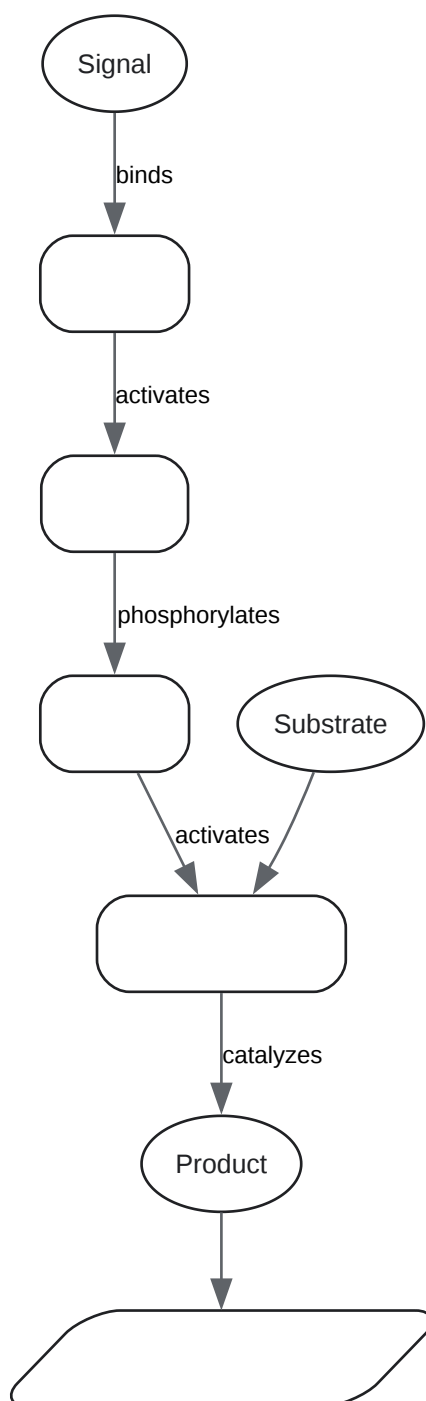 Signal
binds
activates
phosphorylates
Substrate
activates
catalyzes
Product